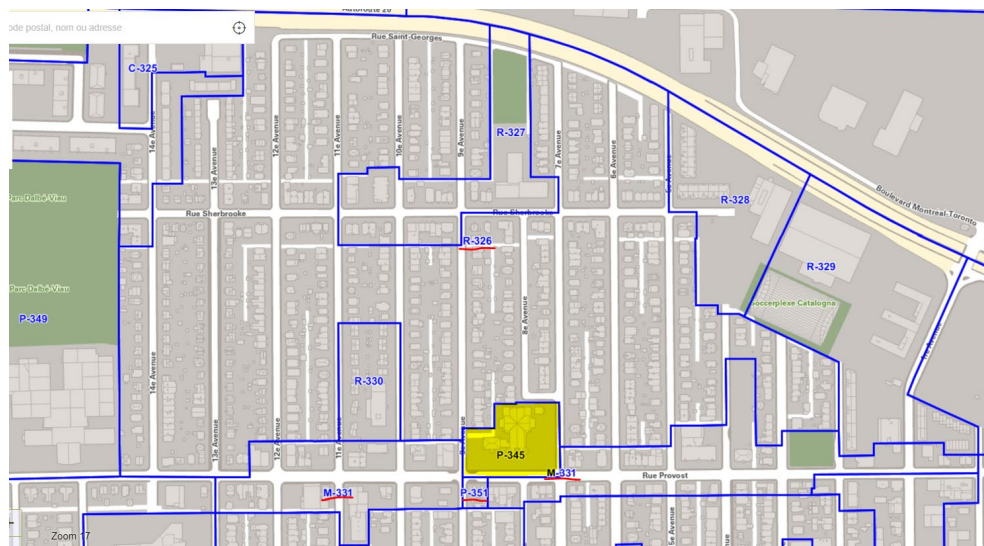 Autoroute 20
ode postal, nom ou adresse
Rue Saint-Georges
C-325
14e Avenue
13e Avenue
12e Avenue
11e Avenue
10e Avenue
9e Avenue
R-327
7e Avenue
6e Avenue
R-328
Boulevard Montréal-Toronto
Parc Dalbé-Viau
Rue Sherbrooke
Rue Sherbrooke
R-326
R-329
Soccerplexe Catalogna
Parc Dalbé-Viau
P-349
8e Avenue
14e Avenue
R-330
13e Avenue
12e Avenue
11e Avenue
P-345
M-331
Rue Provost
M-331
P-351
Zoom 17